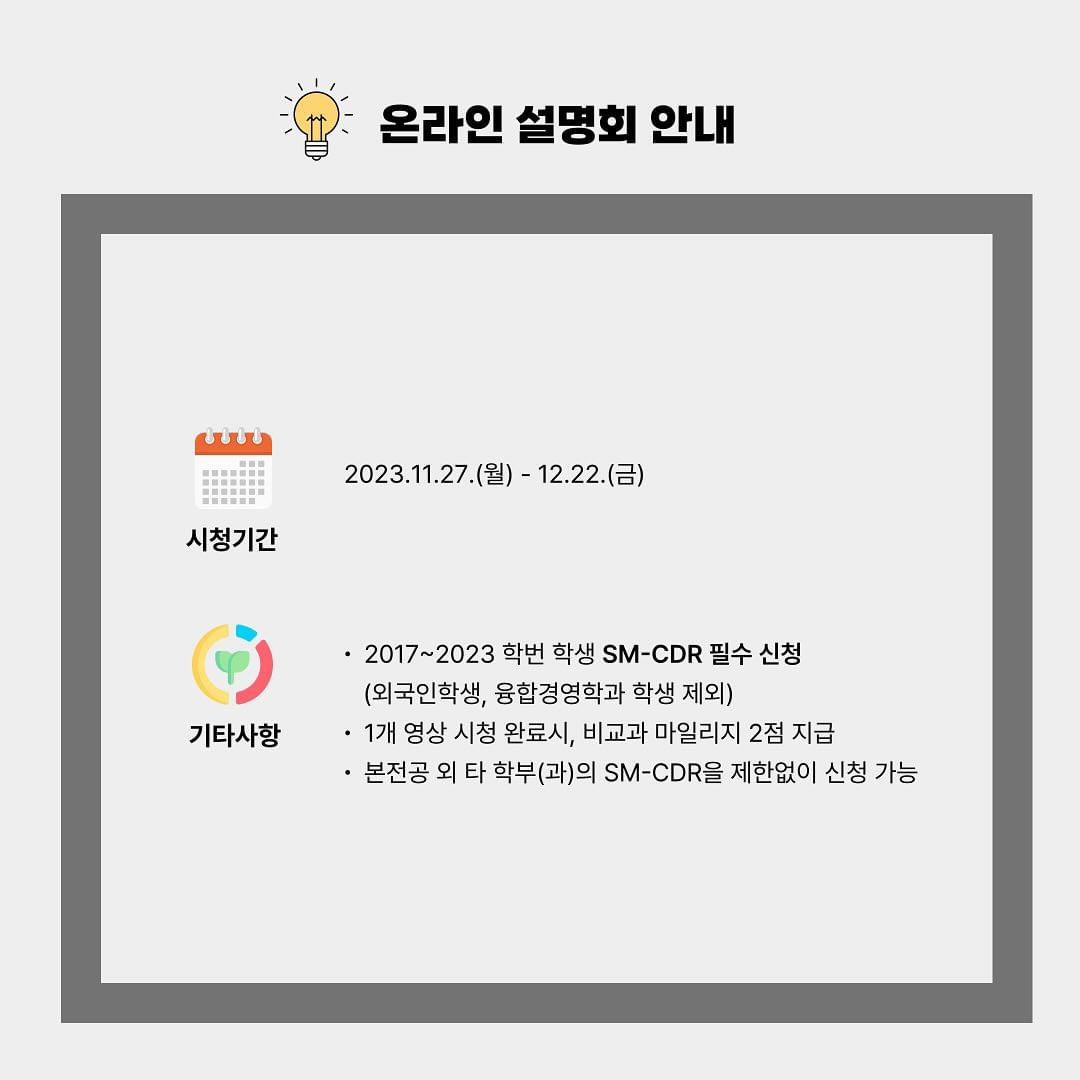 온라인 설명회 안내
2023.11.27.(월) - 12.22.(금)
시청기간
• 2017~2023 학번 학생 SM-CDR 필수 신청
(외국인학생, 융합경영학과 학생 제외)
• 1개 영상 시청 완료시, 비교과 마일리지 2점 지급
• 본전공 외 타 학부(과)의 SM-CDR을 제한없이 신청 가능
기타사항